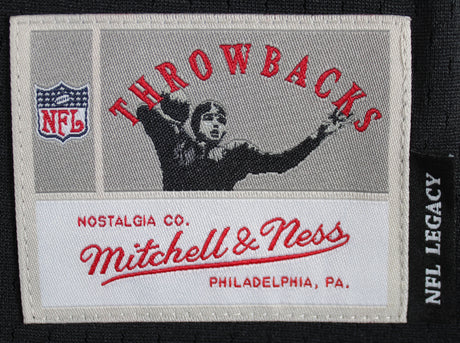 THROWBACKS
NFL
NOSTALGIA CO.
Mitchell & Ness
PHILADELPHIA, PA.
NFL LEGACY